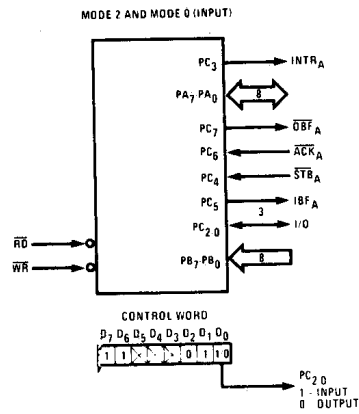 MODE 2 AND MODE 0 (INPUT)
PC3 INTRA
PA7-PA0 8
PC7 OBFA
PC6 ACKA
PC4 STBA
PC5 IBFA
3
PC2-0 I/O
PB7-PB0 8
RD
WR
CONTROL WORD
D7 D6 D5 D4 D3 D2 D1 D0
1 1 × × × 0 1 1/0
PC2-0
1 - INPUT
0 OUTPUT